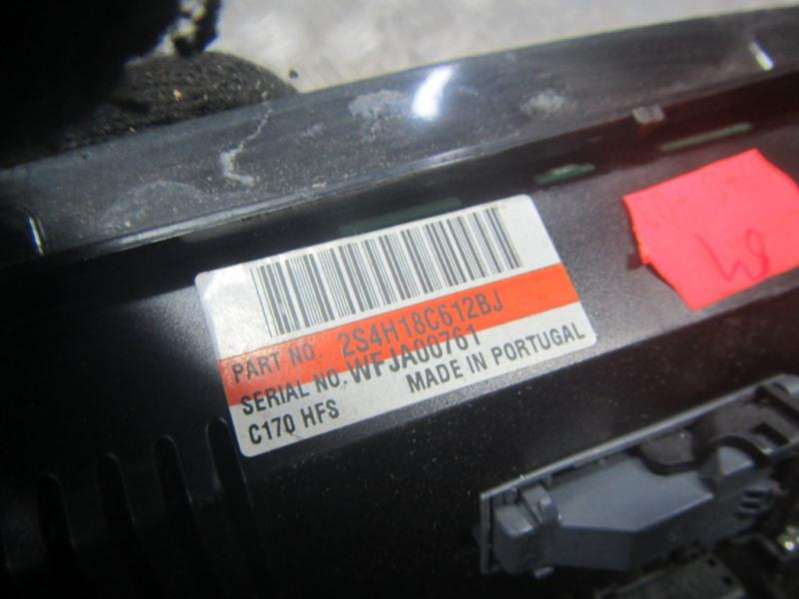 PART NO. 2S4H18C612BJ
SERIAL NO. WFJA00761
C170 HFS MADE IN PORTUGAL